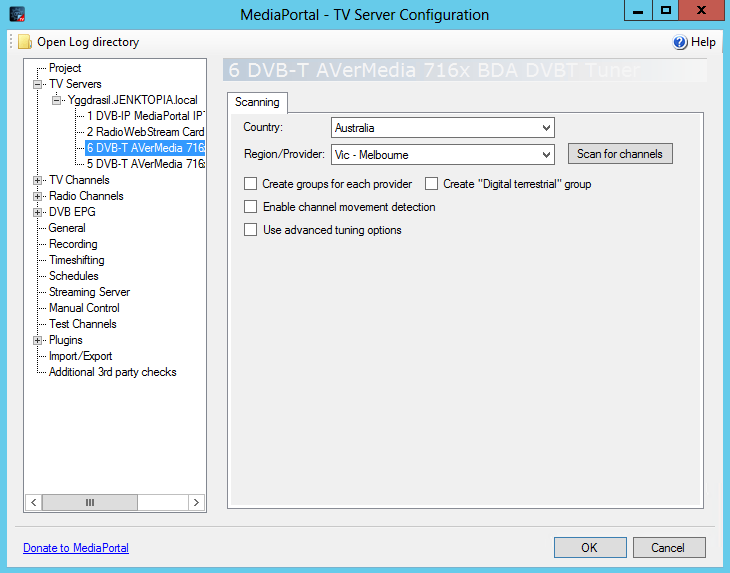 MediaPortal - TV Server Configuration
X
Open Log directory
? Help
Project
TV Servers
Yggdrasil.JENKTOPIA.local
1 DVB-IP MediaPortal IPT
2 RadioWebStream Card
6 DVB-T AVerMedia 716x
5 DVB-T AVerMedia 716x
TV Channels
Radio Channels
DVB EPG
General
Recording
Timeshifting
Schedules
Streaming Server
Manual Control
Test Channels
Plugins
Import/Export
Additional 3rd party checks
6 DVB-T AVerMedia 716x BDA DVBT Tuner
Scanning
Country: Australia
Region/Provider: Vic - Melbourne Scan for channels
Create groups for each provider Create "Digital terrestrial" group
Enable channel movement detection
Use advanced tuning options
Donate to MediaPortal
OK Cancel